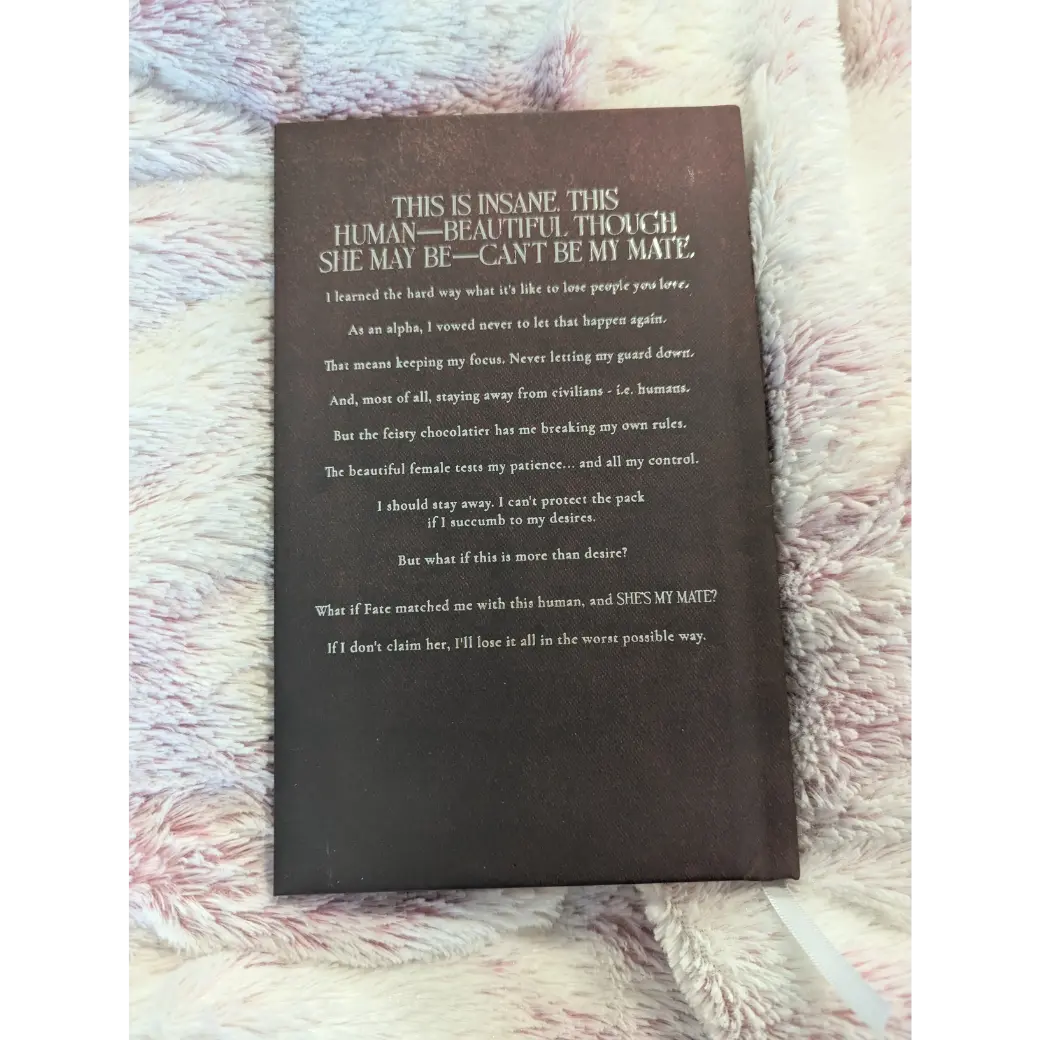 THIS IS INSANE. THIS
HUMAN—BEAUTIFUL THOUGH
SHE MAY BE—CAN'T BE MY MATE.
I learned the hard way what it's like to lose people you love.
As an alpha, I vowed never to let that happen again.
That means keeping my focus. Never letting my guard down.
And, most of all, staying away from civilians - i.e. humans.
But the feisty chocolatier has me breaking my own rules.
The beautiful female tests my patience... and all my control.
I should stay away. I can't protect the pack
if I succumb to my desires.
But what if this is more than desire?
What if Fate matched me with this human, and SHE'S MY MATE?
If I don't claim her, I'll lose it all in the worst possible way.